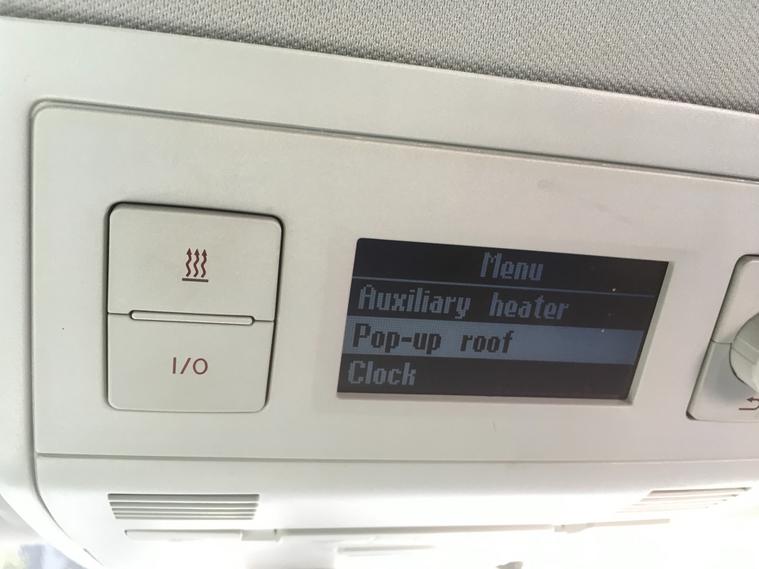 Menu
Auxiliary heater
Pop-up roof
Clock
I/O